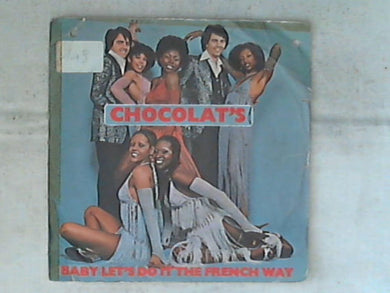 CHOCOLAT'S
BABY LET'S DO IT THE FRENCH WAY